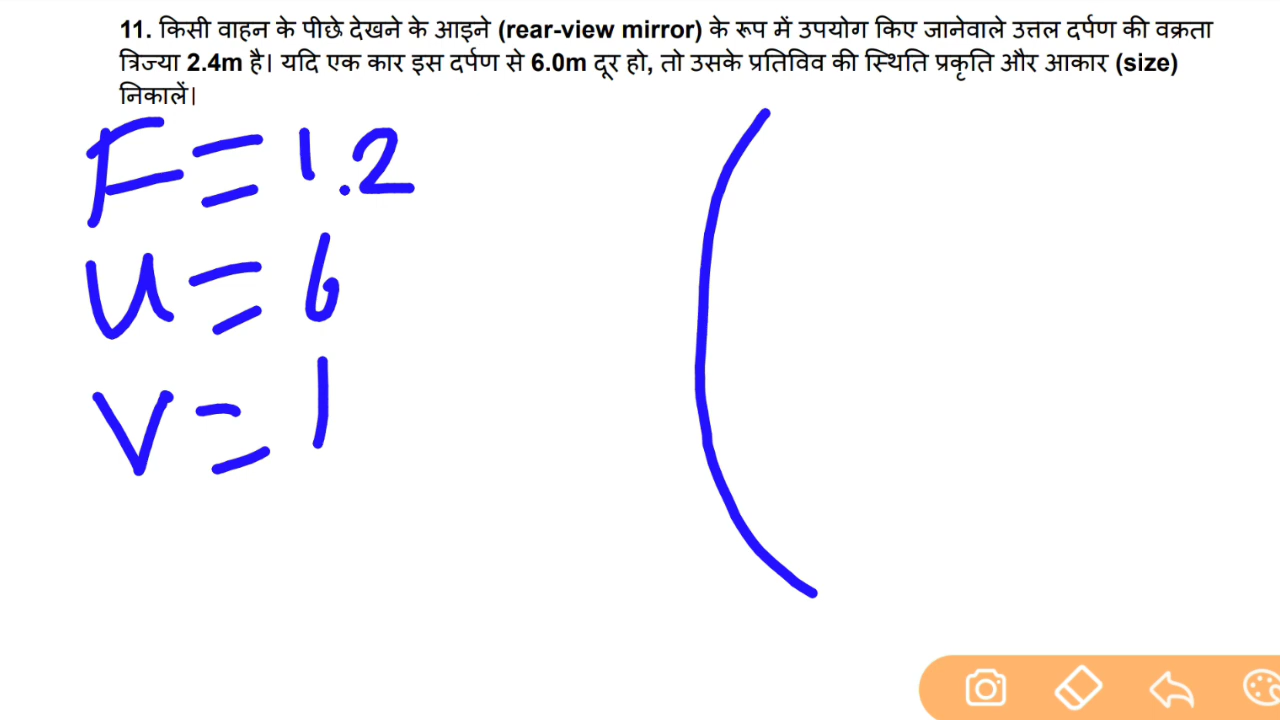 11. किसी वाहन के पीछे देखने के आइने (rear-view mirror) के रूप में उपयोग किए जानेवाले उत्तल दर्पण की वक्रता
त्रिज्या 2.4m है। यदि एक कार इस दर्पण से 6.0m दूर हो, तो उसके प्रतिविव की स्थिति प्रकृति और आकार (size)
निकालें।
F = 1.2
u = 6
v = 1